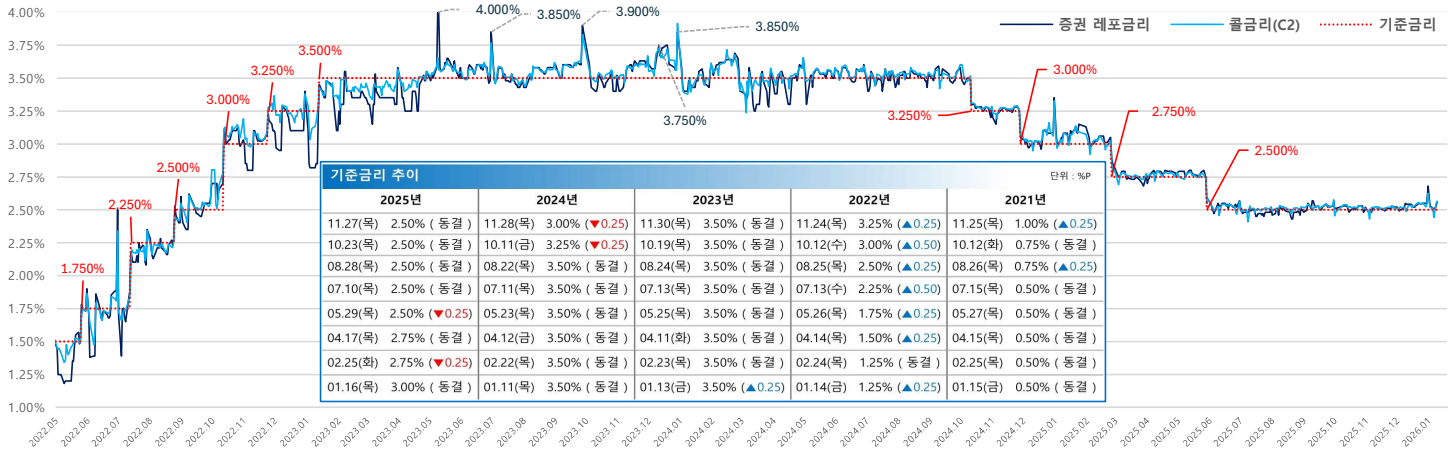 4.00%
3.75%
3.50%
3.25%
3.00%
2.75%
2.50%
2.25%
2.00%
1.75%
1.50%
1.25%
1.00%
증권 레포금리 콜금리(C2) 기준금리
4.000%
3.850%
3.900%
3.850%
3.750%
1.750%
2.250%
2.500%
3.000%
3.250%
3.500%
3.250%
3.000%
2.750%
2.500%
기준금리 추이 단위 : %P
2025년 2024년 2023년 2022년 2021년
11.27(목) 2.50% ( 동결 ) 11.28(목) 3.00% (▼0.25) 11.30(목) 3.50% ( 동결 ) 11.24(목) 3.25% (▲0.25) 11.25(목) 1.00% (▲0.25)
10.23(목) 2.50% ( 동결 ) 10.11(금) 3.25% (▼0.25) 10.19(목) 3.50% ( 동결 ) 10.12(수) 3.00% (▲0.50) 10.12(화) 0.75% ( 동결 )
08.28(목) 2.50% ( 동결 ) 08.22(목) 3.50% ( 동결 ) 08.24(목) 3.50% ( 동결 ) 08.25(목) 2.50% (▲0.25) 08.26(목) 0.75% (▲0.25)
07.10(목) 2.50% ( 동결 ) 07.11(목) 3.50% ( 동결 ) 07.13(목) 3.50% ( 동결 ) 07.13(수) 2.25% (▲0.50) 07.15(목) 0.50% ( 동결 )
05.29(목) 2.50% (▼0.25) 05.23(목) 3.50% ( 동결 ) 05.25(목) 3.50% ( 동결 ) 05.26(목) 1.75% (▲0.25) 05.27(목) 0.50% ( 동결 )
04.17(목) 2.75% ( 동결 ) 04.12(금) 3.50% ( 동결 ) 04.11(화) 3.50% ( 동결 ) 04.14(목) 1.50% (▲0.25) 04.15(목) 0.50% ( 동결 )
02.25(화) 2.75% (▼0.25) 02.22(목) 3.50% ( 동결 ) 02.23(목) 3.50% ( 동결 ) 02.24(목) 1.25% ( 동결 ) 02.25(목) 0.50% ( 동결 )
01.16(목) 3.00% ( 동결 ) 01.11(목) 3.50% ( 동결 ) 01.13(금) 3.50% (▲0.25) 01.14(금) 1.25% (▲0.25) 01.15(금) 0.50% ( 동결 )
2022.05 2022.06 2022.07 2022.08 2022.09 2022.10 2022.11 2022.12 2023.01 2023.02 2023.03 2023.04 2023.05 2023.06 2023.07 2023.08 2023.09 2023.10 2023.11 2023.12 2024.01 2024.02 2024.03 2024.04 2024.05 2024.06 2024.07 2024.08 2024.09 2024.10 2024.11 2024.12 2025.01 2025.02 2025.03 2025.04 2025.05 2025.06 2025.07 2025.08 2025.09 2025.10 2025.11 2025.12 2026.01